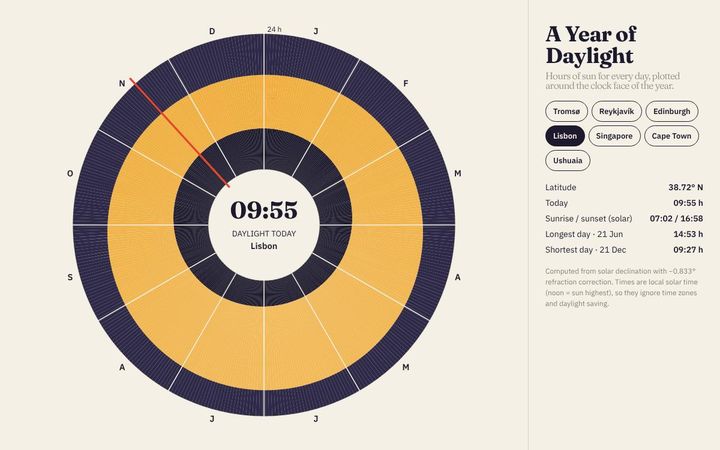 A Year of
Daylight
Hours of sun for every day, plotted
around the clock face of the year.
Tromsø
Reykjavík
Edinburgh
Lisbon
Singapore
Cape Town
Ushuaia
Latitude 38.72° N
Today 09:55 h
Sunrise / sunset (solar) 07:02 / 16:58
Longest day · 21 Jun 14:53 h
Shortest day · 21 Dec 09:27 h
Computed from solar declination with −0.833°
refraction correction. Times are local solar time
(noon = sun highest), so they ignore time zones
and daylight saving.
24 h
J
F
M
A
M
J
J
A
S
O
N
D
09:55
DAYLIGHT TODAY
Lisbon